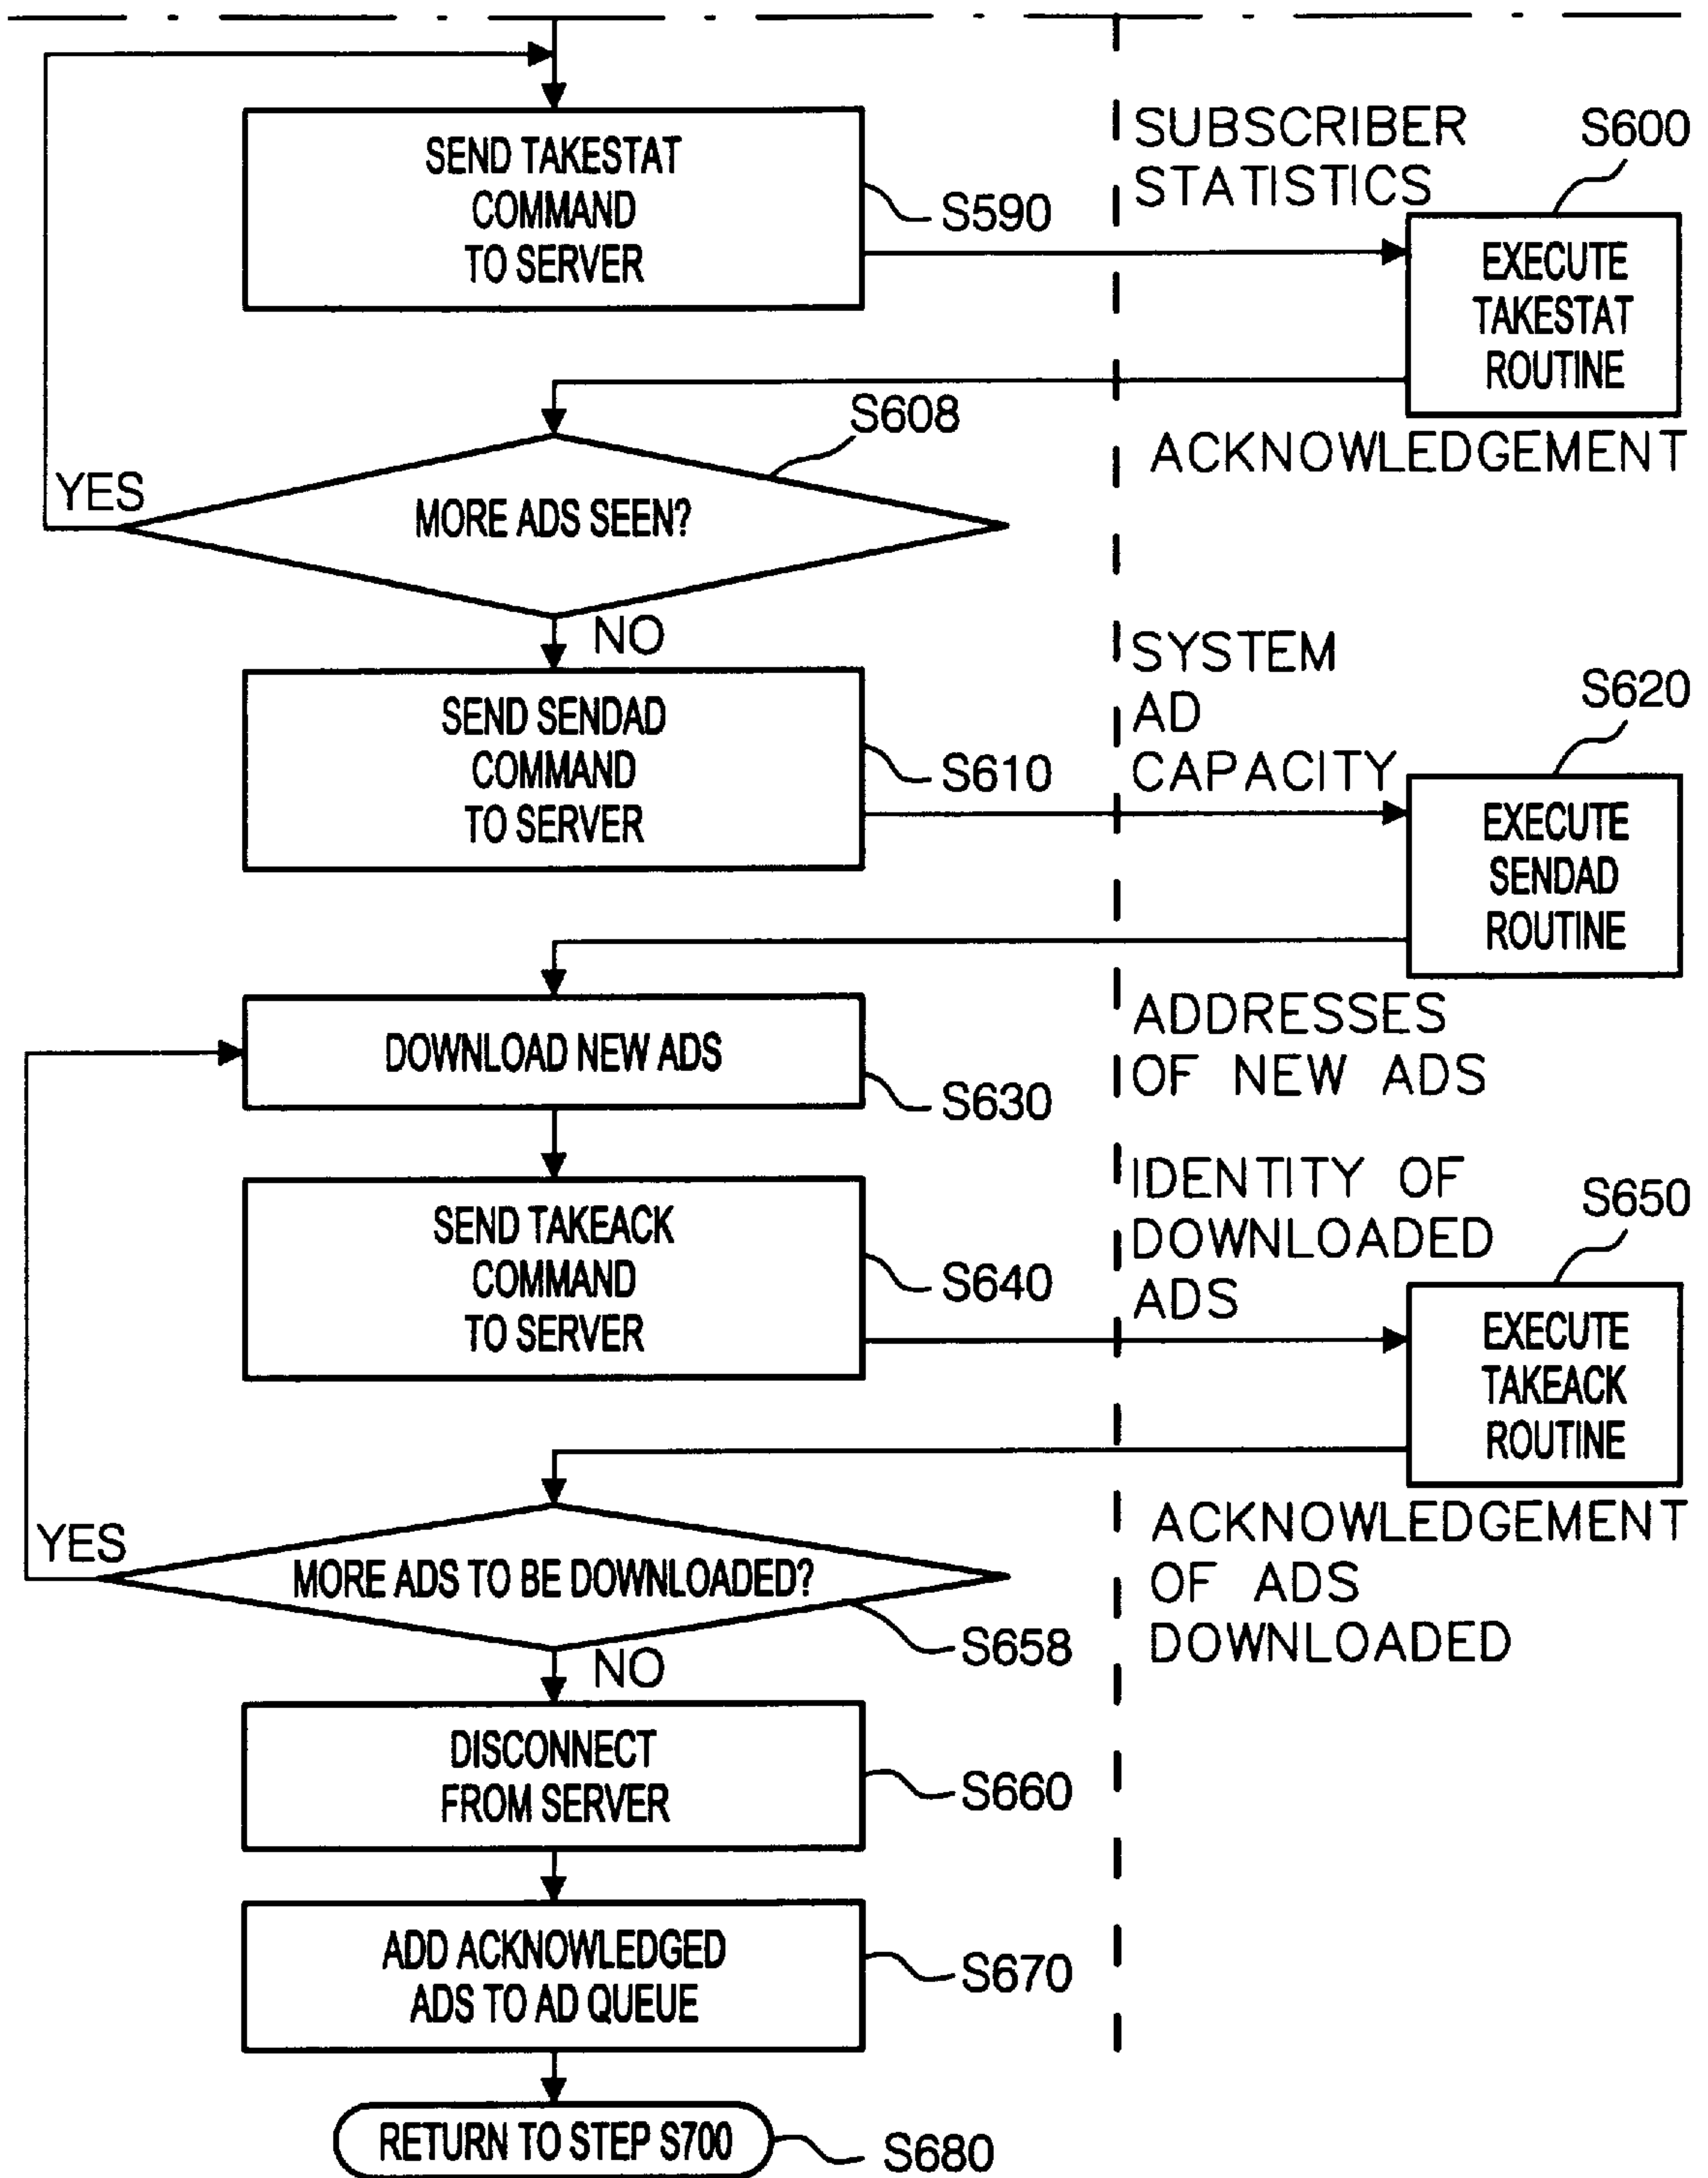 SEND TAKESTAT
COMMAND
TO SERVER
S590
SUBSCRIBER
STATISTICS
S600
EXECUTE
TAKESTAT
ROUTINE
ACKNOWLEDGEMENT
S608
YES
MORE ADS SEEN?
NO
SEND SENDAD
COMMAND
TO SERVER
S610
SYSTEM
AD
CAPACITY
S620
EXECUTE
SENDAD
ROUTINE
DOWNLOAD NEW ADS
S630
ADDRESSES
OF NEW ADS
SEND TAKEACK
COMMAND
TO SERVER
S640
IDENTITY OF
DOWNLOADED
ADS
S650
EXECUTE
TAKEACK
ROUTINE
YES
MORE ADS TO BE DOWNLOADED?
S658
ACKNOWLEDGEMENT
OF ADS
DOWNLOADED
NO
DISCONNECT
FROM SERVER
S660
ADD ACKNOWLEDGED
ADS TO AD QUEUE
S670
RETURN TO STEP S700
S680